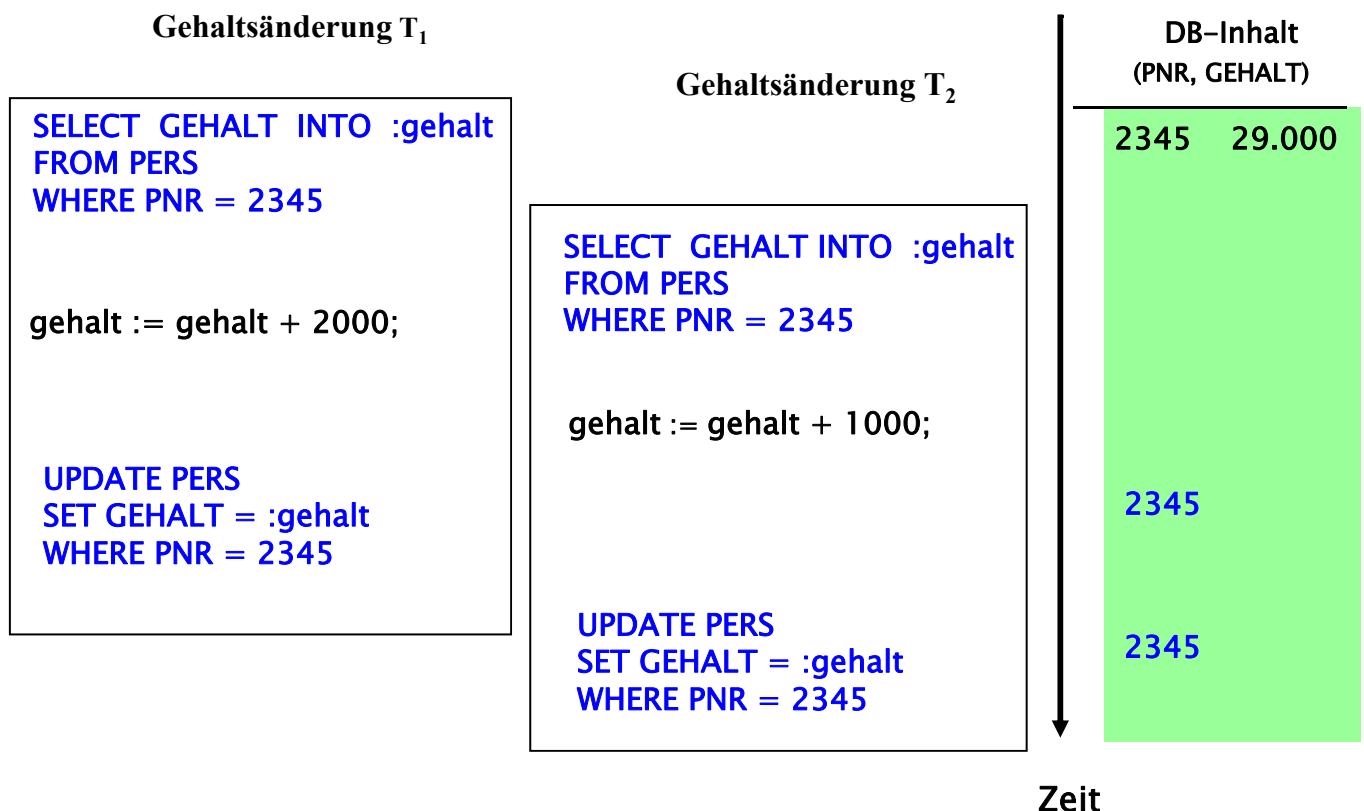 Gehaltsänderung T1
SELECT GEHALT INTO :gehalt
FROM PERS
WHERE PNR = 2345
gehalt := gehalt + 2000;
UPDATE PERS
SET GEHALT = :gehalt
WHERE PNR = 2345
Gehaltsänderung T2
SELECT GEHALT INTO :gehalt
FROM PERS
WHERE PNR = 2345
gehalt := gehalt + 1000;
UPDATE PERS
SET GEHALT = :gehalt
WHERE PNR = 2345
Zeit
DB-Inhalt
(PNR, GEHALT)
2345 29.000
2345
2345